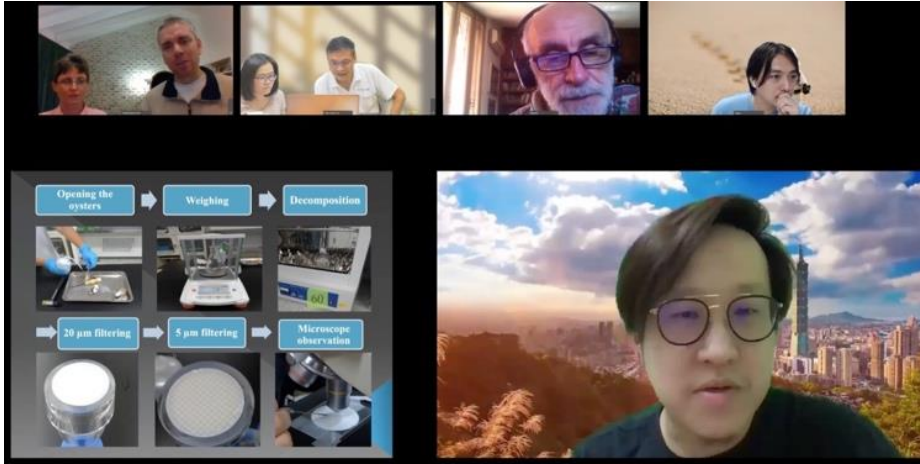 Opening the
oysters
Weighing
Decomposition
60
20 μm filtering
5 μm filtering
Microscope
observation